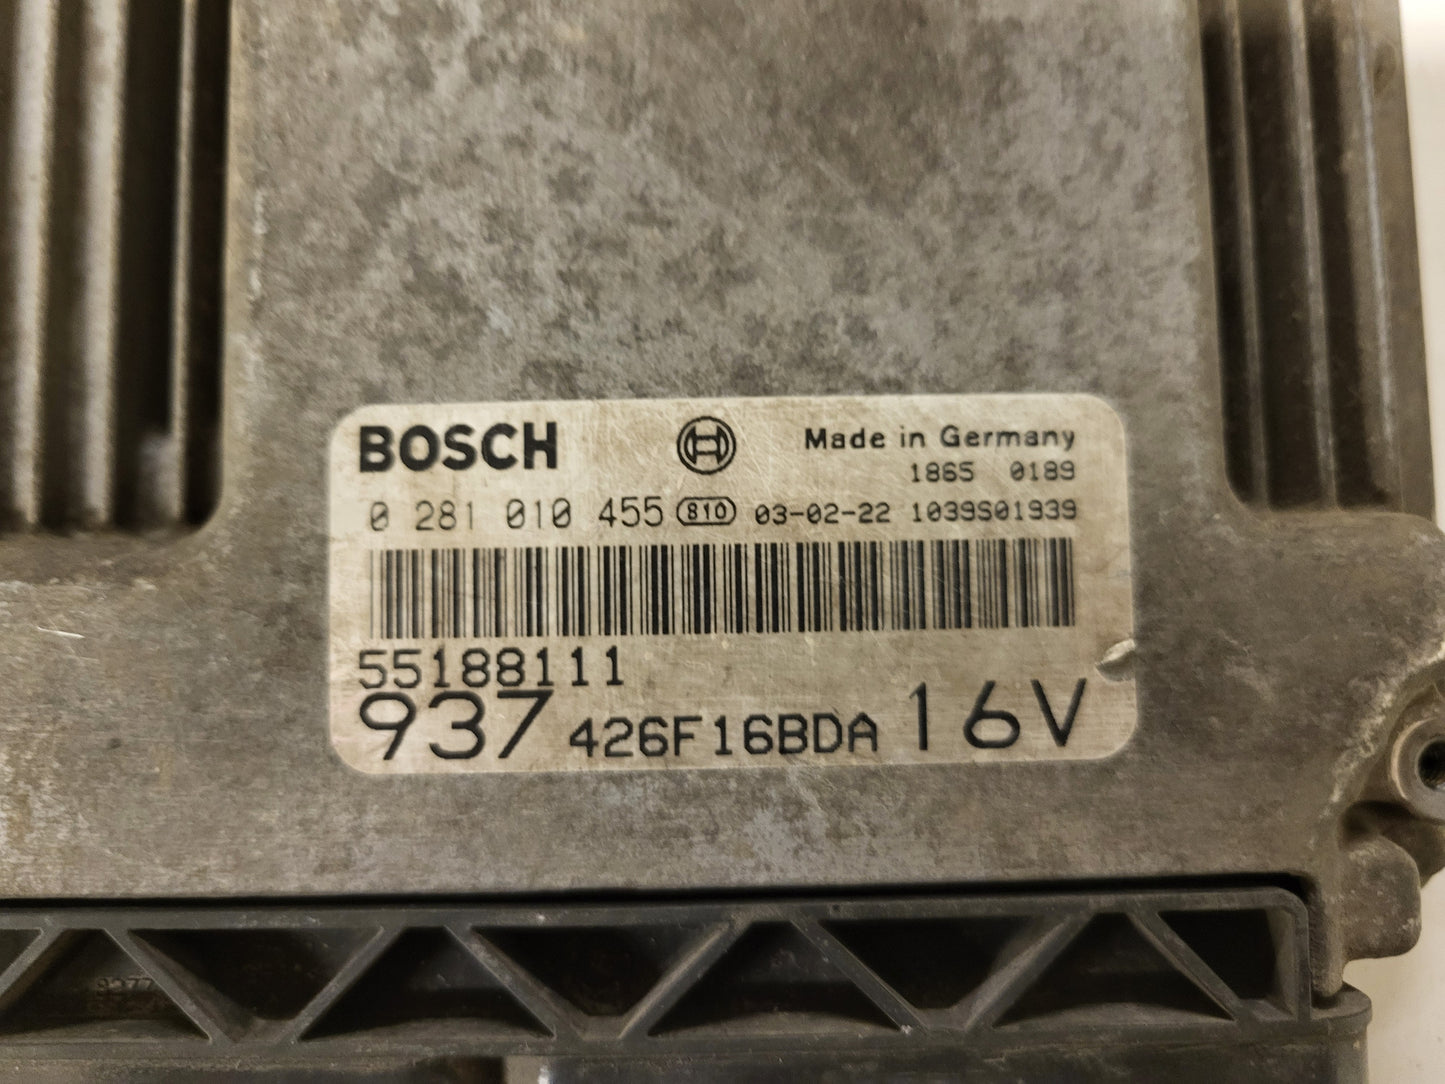 BOSCH Made in Germany
1865 0189
0 281 010 455 810 03-02-22 1039S01939
55188111
937 426F16BDA 16V
9377